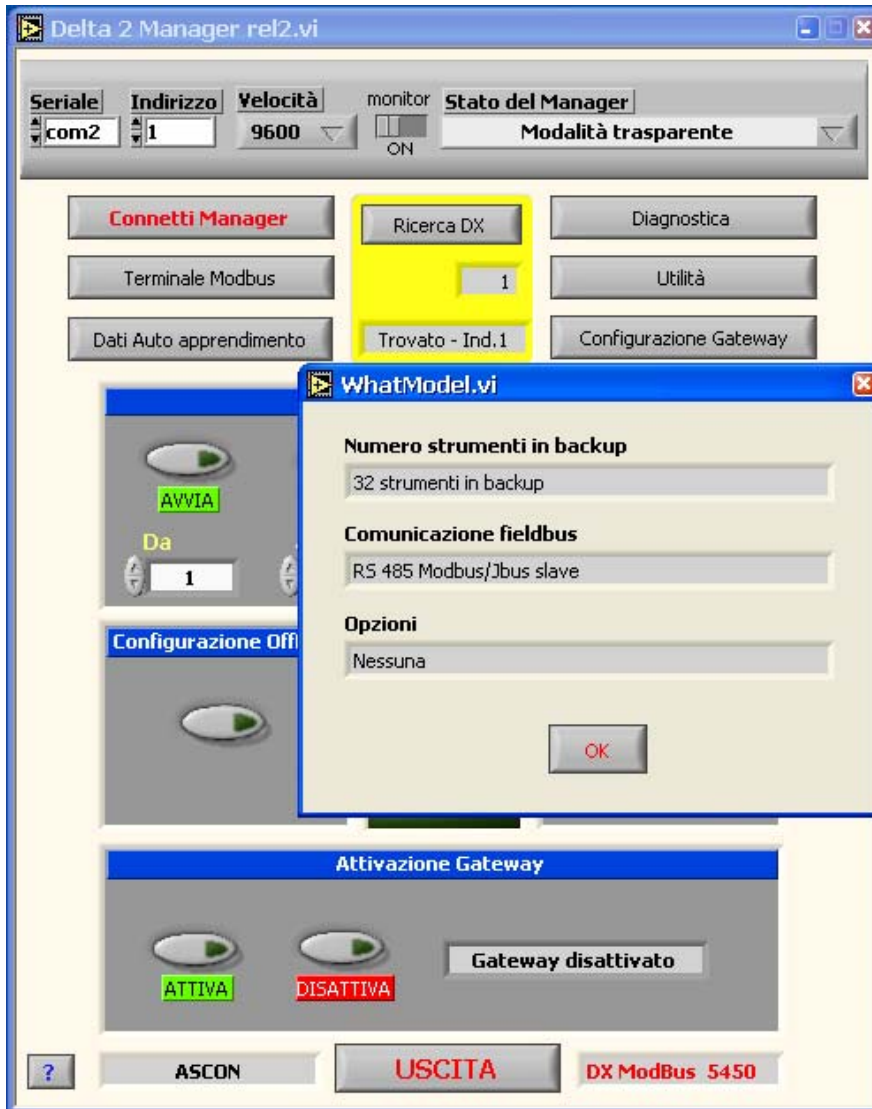 Delta 2 Manager rel2.vi
Seriale Indirizzo Velocità monitor Stato del Manager
com2 1 9600 ON Modalità trasparente
Connetti Manager Ricerca DX Diagnostica
Terminale Modbus 1 Utilità
Dati Auto apprendimento Trovato - Ind.1 Configurazione Gateway
WhatModel.vi
Numero strumenti in backup
32 strumenti in backup
Comunicazione fieldbus
RS 485 Modbus/Jbus slave
Opzioni
Nessuna
OK
AVVIA
Da
1
Configurazione Offl
Attivazione Gateway
ATTIVA DISATTIVA Gateway disattivato
? ASCON USCITA DX ModBus 5450